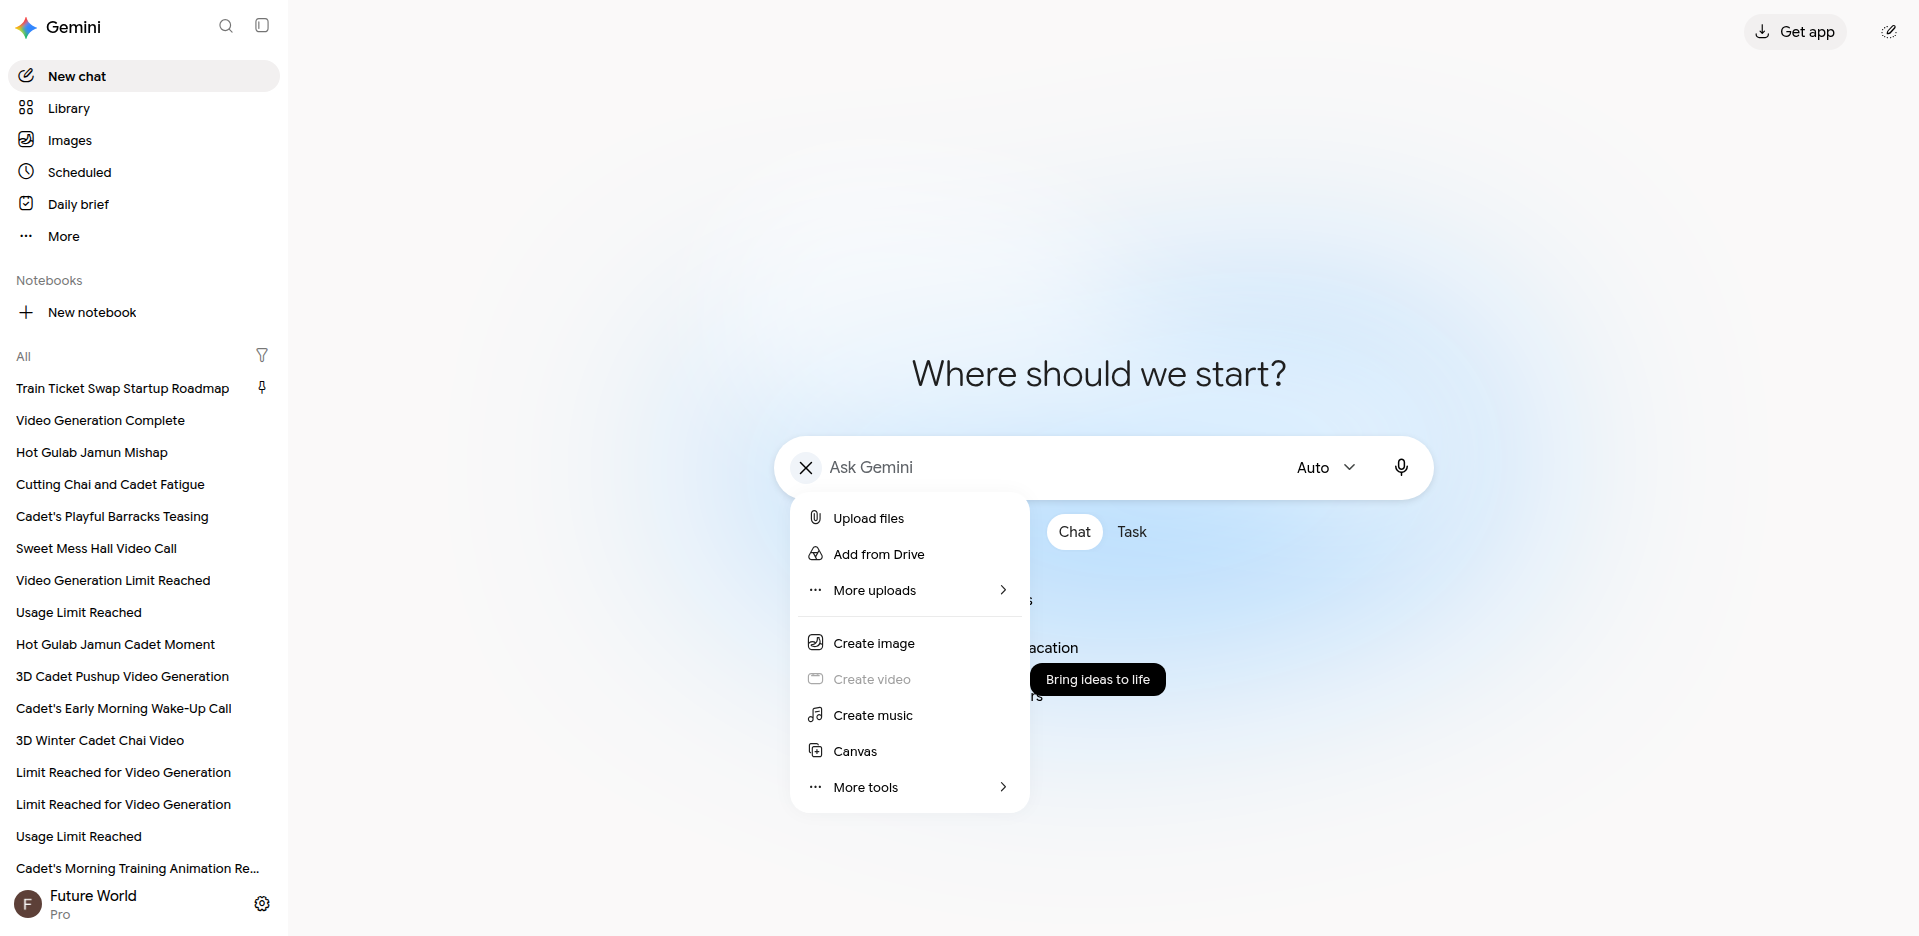 Gemini
New chat
Library
Images
Scheduled
Daily brief
More
Notebooks
New notebook
All
Train Ticket Swap Startup Roadmap
Video Generation Complete
Hot Gulab Jamun Mishap
Cutting Chai and Cadet Fatigue
Cadet's Playful Barracks Teasing
Sweet Mess Hall Video Call
Video Generation Limit Reached
Usage Limit Reached
Hot Gulab Jamun Cadet Moment
3D Cadet Pushup Video Generation
Cadet's Early Morning Wake-Up Call
3D Winter Cadet Chai Video
Limit Reached for Video Generation
Limit Reached for Video Generation
Usage Limit Reached
Cadet's Morning Training Animation Re...
F
Future World
Pro
Get app
Where should we start?
Ask Gemini
Auto
Chat Task
Upload files
Add from Drive
More uploads
Create image
Create video
Create music
Canvas
More tools
s
acation
Bring ideas to life
rs